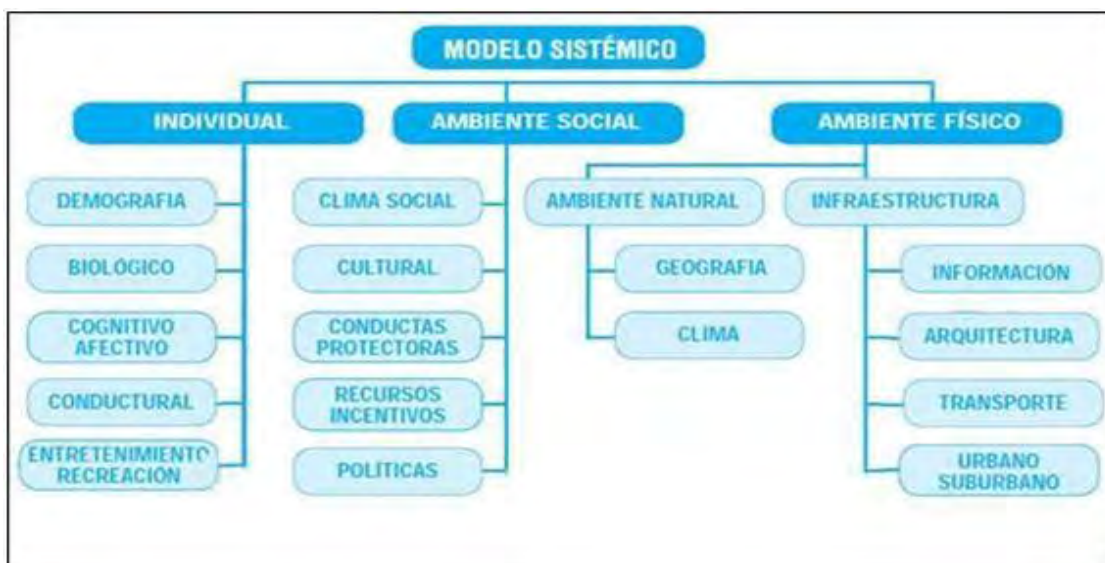 MODELO SISTÉMICO
INDIVIDUAL
AMBIENTE SOCIAL
AMBIENTE FÍSICO
DEMOGRAFIA
BIOLÓGICO
COGNITIVO
AFECTIVO
CONDUCTURAL
ENTRETENIMIENTO
RECREACIÓN
CLIMA SOCIAL
CULTURAL
CONDUCTAS
PROTECTORAS
RECURSOS
INCENTIVOS
POLÍTICAS
AMBIENTE NATURAL
GEOGRAFIA
CLIMA
INFRAESTRUCTURA
INFORMACIÓN
ARQUITECTURA
TRANSPORTE
URBANO
SUBURBANO